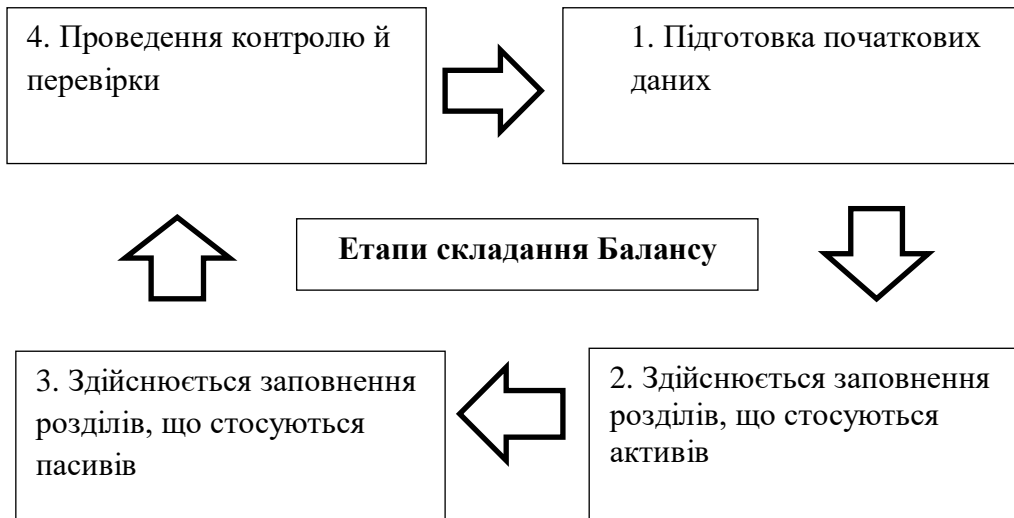 4. Проведення контролю й
перевірки
1. Підготовка початкових
даних
Етапи складання Балансу
3. Здійснюється заповнення
розділів, що стосуються
пасивів
2. Здійснюється заповнення
розділів, що стосуються
активів